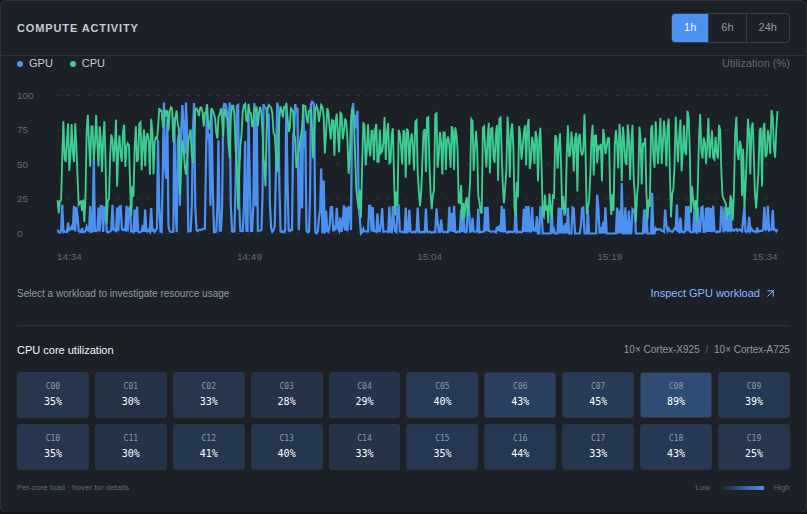 COMPUTE ACTIVITY
1h 6h 24h
GPU CPU Utilization (%)
100
75
50
25
0
14:34 14:49 15:04 15:19 15:34
Select a workload to investigate resource usage Inspect GPU workload
CPU core utilization 10× Cortex-X925 / 10× Cortex-A725
C00 C01 C02 C03 C04 C05 C06 C07 C08 C09
35% 30% 33% 28% 29% 40% 43% 45% 89% 39%
C10 C11 C12 C13 C14 C15 C16 C17 C18 C19
35% 30% 41% 40% 33% 35% 44% 33% 43% 25%
Per-core load · hover for details Low High